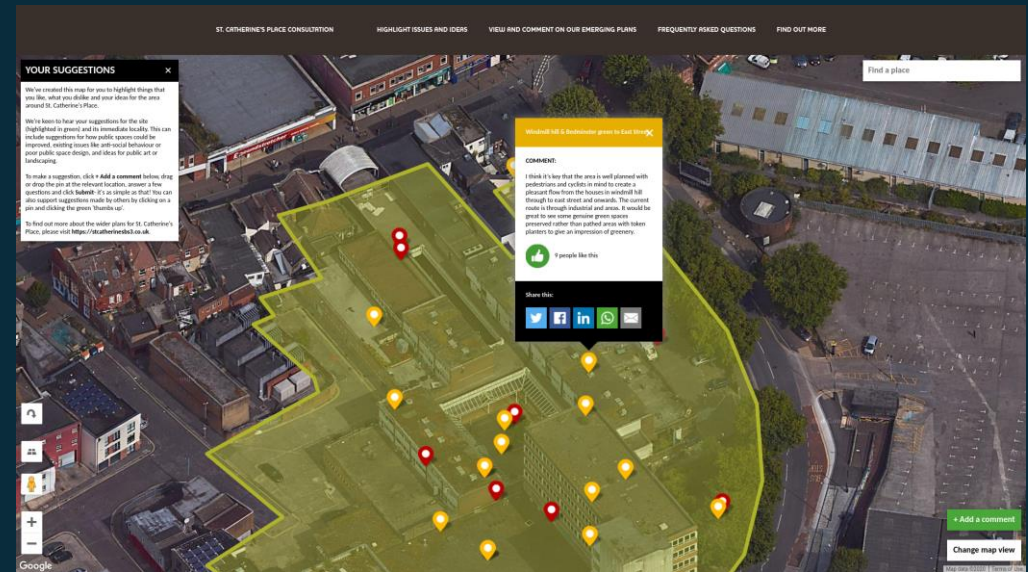 ST. CATHERINE'S PLACE CONSULTATION
HIGHLIGHT ISSUES AND IDEAS
VIEW AND COMMENT ON OUR EMERGING PLANS
FREQUENTLY ASKED QUESTIONS
FIND OUT MORE
YOUR SUGGESTIONS
We've created this map for you to highlight things that
you like, what you dislike and your ideas for the area
around St. Catherine's Place.
We're keen to hear your suggestions for the site
(highlighted in green) and its immediate locality. This can
include suggestions for how public spaces could be
improved, existing issues like anti-social behaviour or
poor public space design, and ideas for public art or
landscaping.
To make a suggestion, click + Add a comment below, drag
or drop the pin at the relevant location, answer a few
questions and click Submit- it's as simple as that! You can
also support suggestions made by others by clicking on a
pin and clicking the green 'thumbs up'.
To find out more about the wider plans for St. Catherine's
Place, please visit https://stcatherinesbs3.co.uk.
Find a place
Windmill hill & Bedminster green to East Street
COMMENT:
I think it's key that the area is well planned with
pedestrians and cyclists in mind to create a
pleasant flow from the houses in windmill hill
through to east street and onwards. The current
route is through industrial and areas. It would be
great to see some genuine green spaces
preserved rather than pathed areas with token
planters to give an impression of greenery.
9 people like this
Share this:
+ Add a comment
Change map view
Google